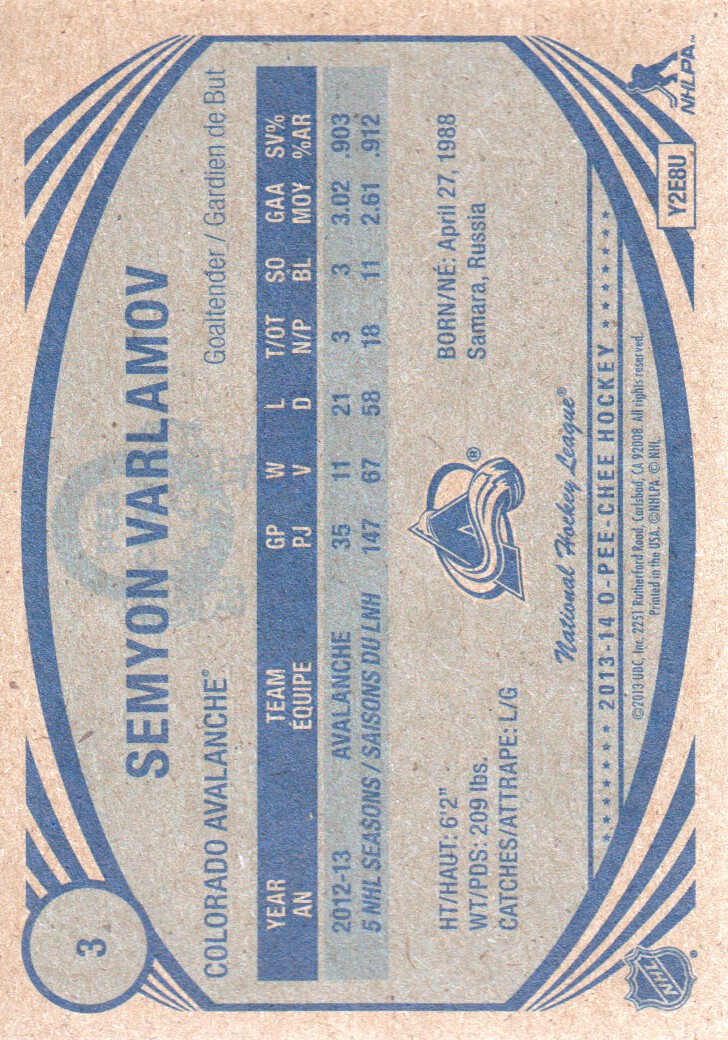 3
SEMYON VARLAMOV
COLORADO AVALANCHE® Goaltender / Gardien de But
YEAR TEAM GP W L T/OT SO GAA SV%
AN ÉQUIPE PJ V D N/P BL MOY %AR
2012-13 AVALANCHE 35 11 21 3 3 3.02 .903
5 NHL SEASONS / SAISONS DU LNH 147 67 58 18 11 2.61 .912
HT/HAUT: 6'2" BORN/NÉ: April 27, 1988
WT/PDS: 209 lbs. Samara, Russia
CATCHES/ATTRAPE: L/G
®
National Hockey League®
2013-14 O-PEE-CHEE HOCKEY
©2013 UDC, Inc. 2251 Rutherford Road, Carlsbad, CA 92008. All rights reserved.
Printed in the USA. ©NHLPA. © NHL.
NHL ®
Y2E8U
NHLPA™